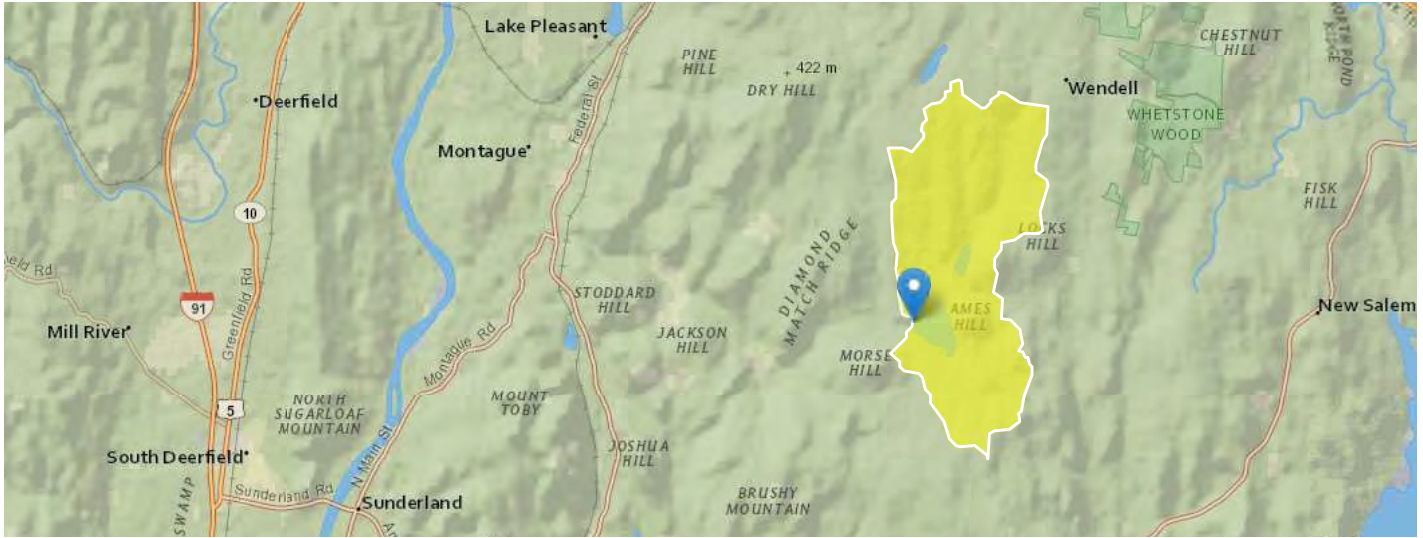 Lake Pleasant
PINE
HILL
422 m
DRY HILL
CHESTNUT
HILL
NORTH POND
RIDGE
Wendell
WHETSTONE
WOOD
Deerfield
Federal St
Montague
10
FISK
HILL
LOCKS
HILL
DIAMOND
MATCH RIDGE
Greenfield Rd
STODDARD
HILL
91
Mill River
Montague Rd
JACKSON
HILL
AMES
HILL
New Salem
MORSE
HILL
5
NORTH
SUGARLOAF
MOUNTAIN
MOUNT
TOBY
N Main St
JOSHUA
HILL
South Deerfield
Sunderland Rd
Sunderland
BRUSHY
MOUNTAIN
SWAMP